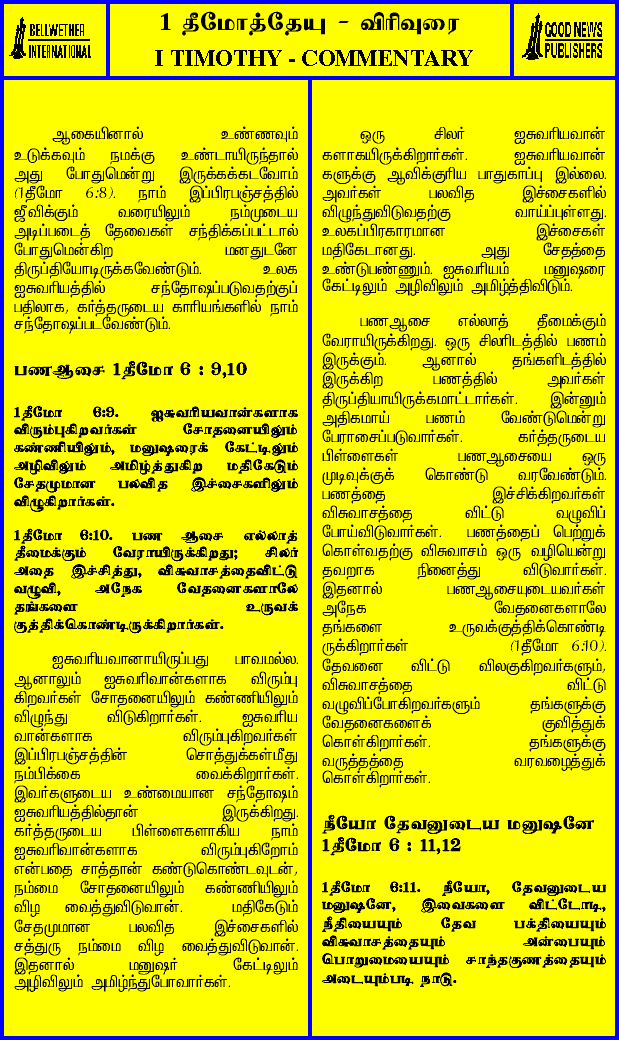 BELLWETHER
INTERNATIONAL
1 தீமோத்தேயு - விரிவுரை
I TIMOTHY - COMMENTARY
GOOD NEWS
PUBLISHERS
ஆகையினால் உண்ணவும்
உடுக்கவும் நமக்கு உண்டாயிருந்தால்
அது போதுமென்று இருக்கக்கடவோம்
(1தீமோ 6:8). நாம் இப்பிரபஞ்சத்தில்
ஜீவிக்கும் வரையிலும் நம்முடைய
அடிப்படைத் தேவைகள் சந்திக்கப்பட்டால்
போதுமென்கிற மனதுடனே
திருப்தியோடிருக்கவேண்டும். உலக
ஐசுவரியத்தில் சந்தோஷப்படுவதற்குப்
பதிலாக, கர்த்தருடைய காரியங்களில் நாம்
சந்தோஷப்படவேண்டும்.
பணஆசை 1தீமோ 6 : 9,10
1தீமோ 6:9. ஐசுவரியவான்களாக
விரும்புகிறவர்கள் சோதனையிலும்
கண்ணியிலும், மனுஷரைக் கேட்டிலும்
அழிவிலும் அமிழ்த்துகிற மதிகேடும்
சேதமுமான பலவித இச்சைகளிலும்
விழுகிறார்கள்.
1தீமோ 6:10. பண ஆசை எல்லாத்
தீமைக்கும் வேராயிருக்கிறது; சிலர்
அதை இச்சித்து, விசுவாசத்தைவிட்டு
வழுவி, அநேக வேதனைகளாலே
தங்களை உருவக்
குத்திக்கொண்டிருக்கிறார்கள்.
ஐசுவரியவானாயிருப்பது பாவமல்ல.
ஆனாலும் ஐசுவரிவான்களாக விரும்பு
கிறவர்கள் சோதனையிலும் கண்ணியிலும்
விழுந்து விடுகிறார்கள். ஐசுவரிய
வான்களாக விரும்புகிறவர்கள்
இப்பிரபஞ்சத்தின் சொத்துக்கள்மீது
நம்பிக்கை வைக்கிறார்கள்.
இவர்களுடைய உண்மையான சந்தோஷம்
ஐசுவரியத்தில்தான் இருக்கிறது.
கர்த்தருடைய பிள்ளைகளாகிய நாம்
ஐசுவரிவான்களாக விரும்புகிறோம்
என்பதை சாத்தான் கண்டுகொண்டவுடன்,
நம்மை சோதனையிலும் கண்ணியிலும்
விழ வைத்துவிடுவான். மதிகேடும்
சேதமுமான பலவித இச்சைகளில்
சத்துரு நம்மை விழ வைத்துவிடுவான்.
இதனால் மனுஷர் கேட்டிலும்
அழிவிலும் அமிழ்ந்துபோவார்கள்.
ஒரு சிலர் ஐசுவரியவான்
களாகயிருக்கிறார்கள். ஐசுவரியவான்
களுக்கு ஆவிக்குரிய பாதுகாப்பு இல்லை.
அவர்கள் பலவித இச்சைகளில்
விழுந்துவிடுவதற்கு வாய்ப்புள்ளது.
உலகப்பிரகாரமான இச்சைகள்
மதிகேடானது. அது சேதத்தை
உண்டுபண்ணும். ஐசுவரியம் மனுஷரை
கேட்டிலும் அழிவிலும் அமிழ்த்திவிடும்.
பணஆசை எல்லாத் தீமைக்கும்
வேராயிருக்கிறது. ஒரு சிலரிடத்தில் பணம்
இருக்கும். ஆனால் தங்களிடத்தில்
இருக்கிற பணத்தில் அவர்கள்
திருப்தியாயிருக்கமாட்டார்கள். இன்னும்
அதிகமாய் பணம் வேண்டுமென்று
பேராசைப்படுவார்கள். கர்த்தருடைய
பிள்ளைகள் பணஆசையை ஒரு
முடிவுக்குக் கொண்டு வரவேண்டும்.
பணத்தை இச்சிக்கிறவர்கள்
விசுவாசத்தை விட்டு வழுவிப்
போய்விடுவார்கள். பணத்தைப் பெற்றுக்
கொள்வதற்கு விசுவாசம் ஒரு வழியென்று
தவறாக நினைத்து விடுவார்கள்.
இதனால் பணஆசையுடையவர்கள்
அநேக வேதனைகளாலே
தங்களை உருவக்குத்திக்கொண்டி
ருக்கிறார்கள் (1தீமோ 6:10).
தேவனை விட்டு விலகுகிறவர்களும்,
விசுவாசத்தை விட்டு
வழுவிப்போகிறவர்களும் தங்களுக்கு
வேதனைகளைக் குவித்துக்
கொள்கிறார்கள். தங்களுக்கு
வருத்தத்தை வரவழைத்துக்
கொள்கிறார்கள்.
நீயோ தேவனுடைய மனுஷனே
1தீமோ 6 : 11,12
1தீமோ 6:11. நீயோ, தேவனுடைய
மனுஷனே, இவைகளை விட்டோடி,
நீதியையும் தேவ பக்தியையும்
விசுவாசத்தையும் அன்பையும்
பொறுமையையும் சாந்தகுணத்தையும்
அடையும்படி நாடு.